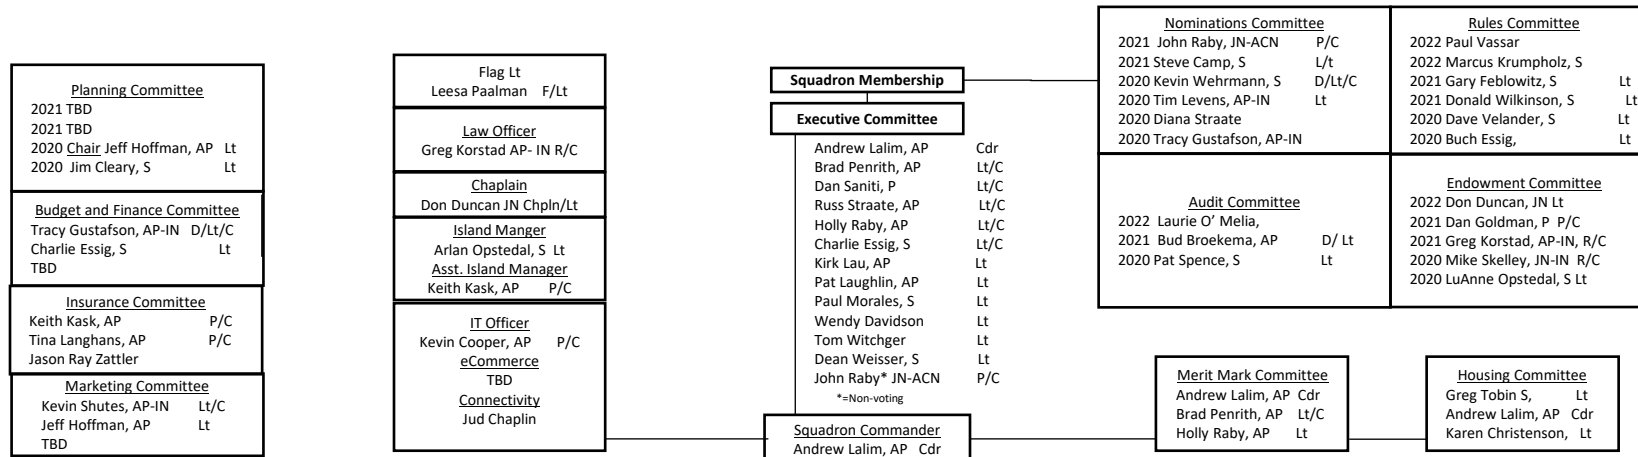 Planning Committee
2021 TBD
2021 TBD
2020 Chair Jeff Hoffman, AP Lt
2020 Jim Cleary, S Lt
Budget and Finance Committee
Tracy Gustafson, AP-IN D/Lt/C
Charlie Essig, S Lt
TBD
Insurance Committee
Keith Kask, AP P/C
Tina Langhans, AP P/C
Jason Ray Zattler
Marketing Committee
Kevin Shutes, AP-IN Lt/C
Jeff Hoffman, AP Lt
TBD
Flag Lt
Leesa Paalman F/Lt
Law Officer
Greg Korstad AP- IN R/C
Chaplain
Don Duncan JN Chpln/Lt
Island Manger
Arlan Opstedal, S Lt
Asst. Island Manager
Keith Kask, AP P/C
IT Officer
Kevin Cooper, AP P/C
eCommerce
TBD
Connectivity
Jud Chaplin
Squadron Membership
Executive Committee
Andrew Lalim, AP Cdr
Brad Penrith, AP Lt/C
Dan Saniti, P Lt/C
Russ Straate, AP Lt/C
Holly Raby, AP Lt/C
Charlie Essig, S Lt/C
Kirk Lau, AP Lt
Pat Laughlin, AP Lt
Paul Morales, S Lt
Wendy Davidson Lt
Tom Witchger Lt
Dean Weisser, S Lt
John Raby* JN-ACN P/C
*=Non-voting
Squadron Commander
Andrew Lalim, AP Cdr
Nominations Committee
2021 John Raby, JN-ACN P/C
2021 Steve Camp, S L/t
2020 Kevin Wehrmann, S D/Lt/C
2020 Tim Levens, AP-IN Lt
2020 Diana Straate
2020 Tracy Gustafson, AP-IN
Rules Committee
2022 Paul Vassar
2022 Marcus Krumpholz, S
2021 Gary Feblowitz, S Lt
2021 Donald Wilkinson, S Lt
2020 Dave Velander, S Lt
2020 Buch Essig, Lt
Audit Committee
2022 Laurie O’ Melia,
2021 Bud Broekema, AP D/ Lt
2020 Pat Spence, S Lt
Endowment Committee
2022 Don Duncan, JN Lt
2021 Dan Goldman, P P/C
2021 Greg Korstad, AP-IN, R/C
2020 Mike Skelley, JN-IN R/C
2020 LuAnne Opstedal, S Lt
Merit Mark Committee
Andrew Lalim, AP Cdr
Brad Penrith, AP Lt/C
Holly Raby, AP Lt
Housing Committee
Greg Tobin S, Lt
Andrew Lalim, AP Cdr
Karen Christenson, Lt